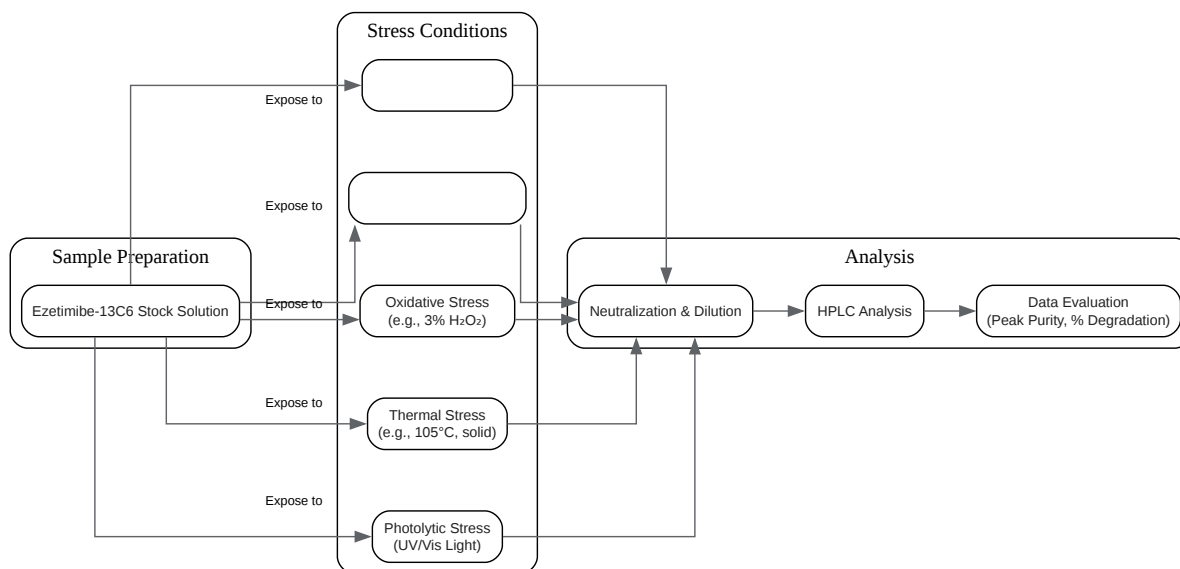 Stress Conditions
Expose to
Expose to
Sample Preparation
Ezetimibe-13C6 Stock Solution
Expose to
Oxidative Stress
(e.g., 3% H₂O₂)
Analysis
Neutralization & Dilution
HPLC Analysis
Data Evaluation
(Peak Purity, % Degradation)
Expose to
Thermal Stress
(e.g., 105°C, solid)
Expose to
Photolytic Stress
(UV/Vis Light)